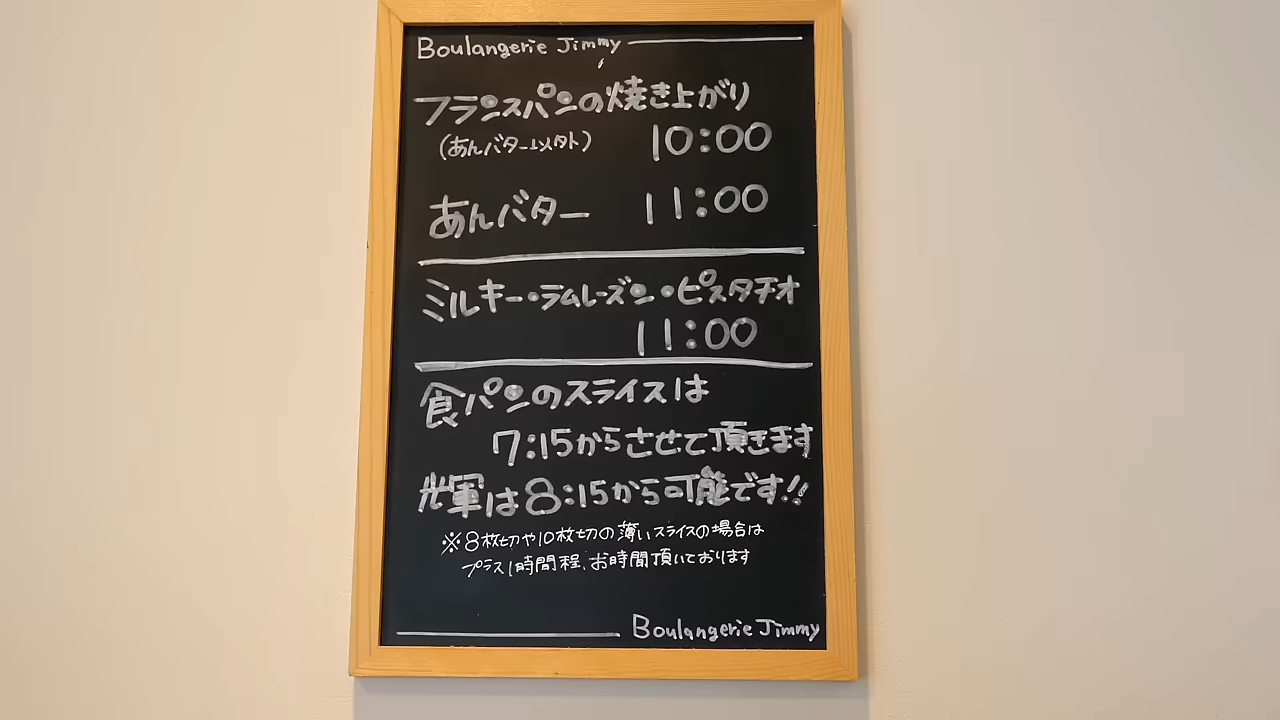 Boulangerie Jimmy
フランスパンの焼き上がり
(あんバター以外) 10:00
あんバター 11:00
ミルキー・ラムレーズン・ピスタチオ
11:00
食パンのスライスは
7:15からさせて頂きます
光輝は8:15から可能です!!
※8枚切や10枚切の薄いスライスの場合は
プラス1時間程、お時間頂いております
Boulangerie Jimmy